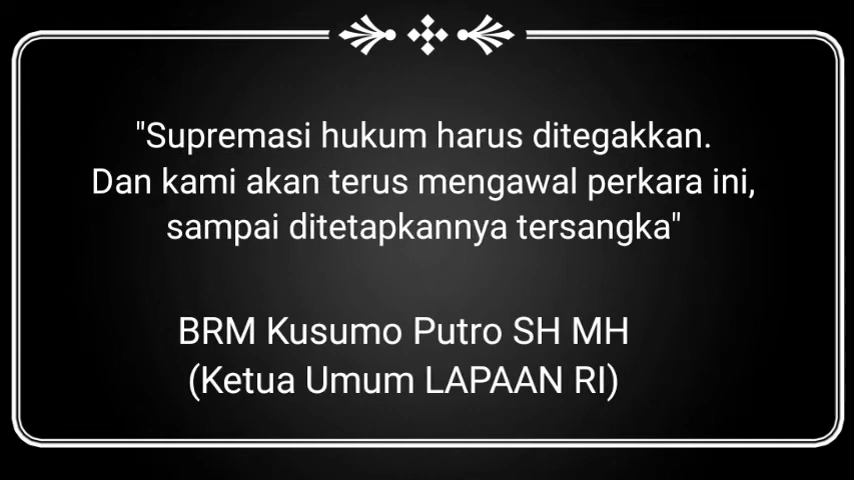 "Supremasi hukum harus ditegakkan.
Dan kami akan terus mengawal perkara ini,
sampai ditetapkannya tersangka"
BRM Kusumo Putro SH MH
(Ketua Umum LAPAAN RI)